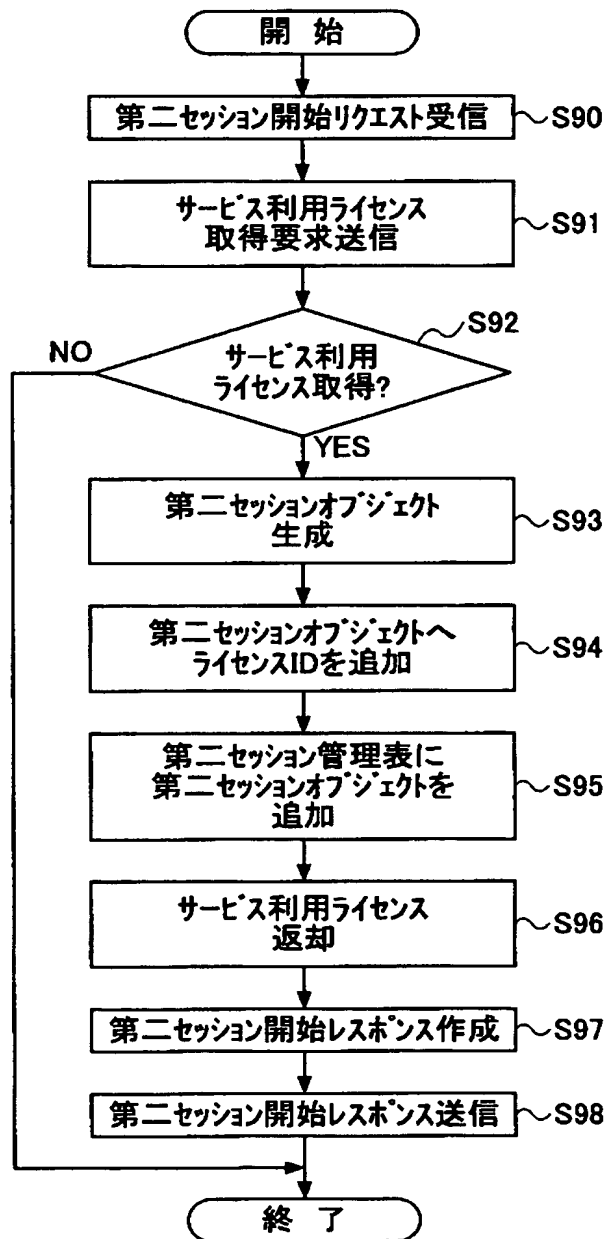 開 始
第二セッション開始リクエスト受信
S90
サービス利用ライセンス
取得要求送信
S91
S92
NO
サービス利用
ライセンス取得?
YES
第二セッションオブジェクト
生成
S93
第二セッションオブジェクトへ
ライセンスIDを追加
S94
第二セッション管理表に
第二セッションオブジェクトを
追加
S95
サービス利用ライセンス
返却
S96
第二セッション開始レスポンス作成
S97
第二セッション開始レスポンス送信
S98
終 了